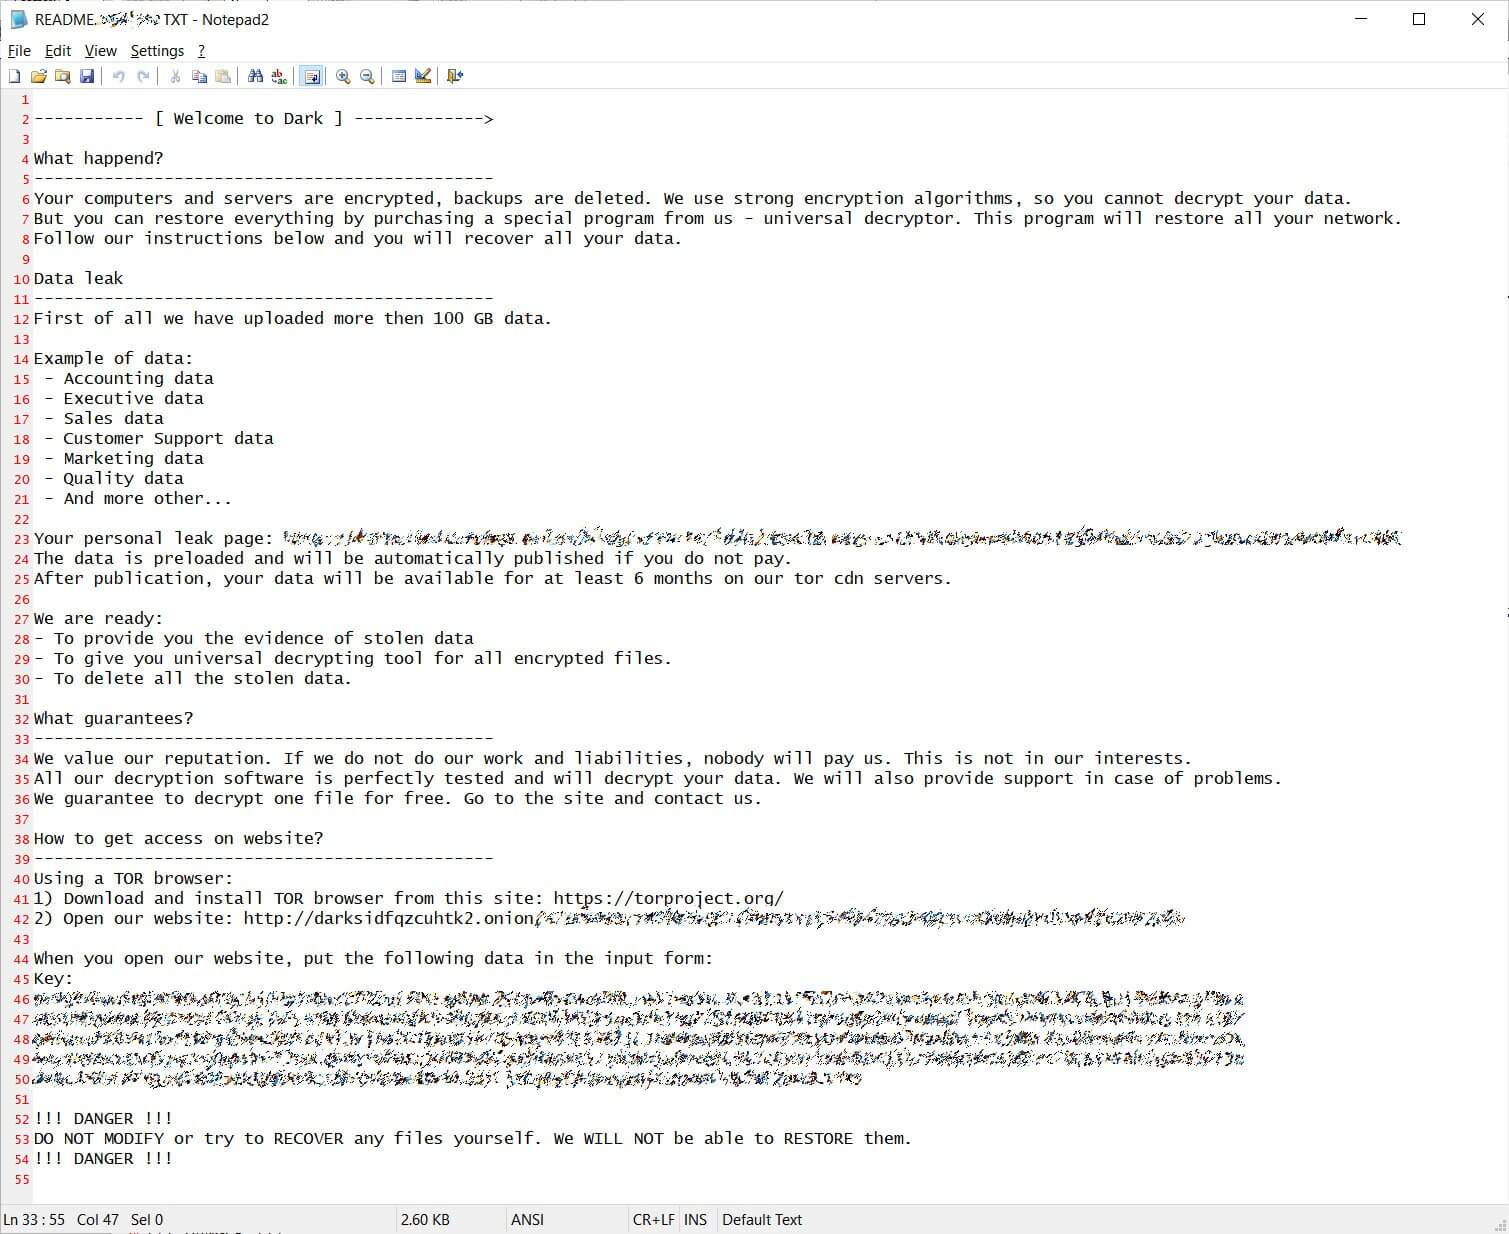 README. TXT - Notepad2
File Edit View Settings ?
1
2 ----------- [ Welcome to Dark ] ------------->
3
4 What happend?
5 ----------------------------------------------
6 Your computers and servers are encrypted, backups are deleted. We use strong encryption algorithms, so you cannot decrypt your data.
7 But you can restore everything by purchasing a special program from us - universal decryptor. This program will restore all your network.
8 Follow our instructions below and you will recover all your data.
9
10 Data leak
11 ----------------------------------------------
12 First of all we have uploaded more then 100 GB data.
13
14 Example of data:
15 - Accounting data
16 - Executive data
17 - Sales data
18 - Customer Support data
19 - Marketing data
20 - Quality data
21 - And more other...
22
23 Your personal leak page:
24 The data is preloaded and will be automatically published if you do not pay.
25 After publication, your data will be available for at least 6 months on our tor cdn servers.
26
27 We are ready:
28 - To provide you the evidence of stolen data
29 - To give you universal decrypting tool for all encrypted files.
30 - To delete all the stolen data.
31
32 What guarantees?
33 ----------------------------------------------
34 We value our reputation. If we do not do our work and liabilities, nobody will pay us. This is not in our interests.
35 All our decryption software is perfectly tested and will decrypt your data. We will also provide support in case of problems.
36 We guarantee to decrypt one file for free. Go to the site and contact us.
37
38 How to get access on website?
39 ----------------------------------------------
40 Using a TOR browser:
41 1) Download and install TOR browser from this site: https://torproject.org/
42 2) Open our website: http://darksidfqzcuhtk2.onion/
43
44 When you open our website, put the following data in the input form:
45 Key:
46
47
48
49
50
51
52 !!! DANGER !!!
53 DO NOT MODIFY or try to RECOVER any files yourself. We WILL NOT be able to RESTORE them.
54 !!! DANGER !!!
55
Ln 33 : 55 Col 47 Sel 0 2.60 KB ANSI CR+LF INS Default Text